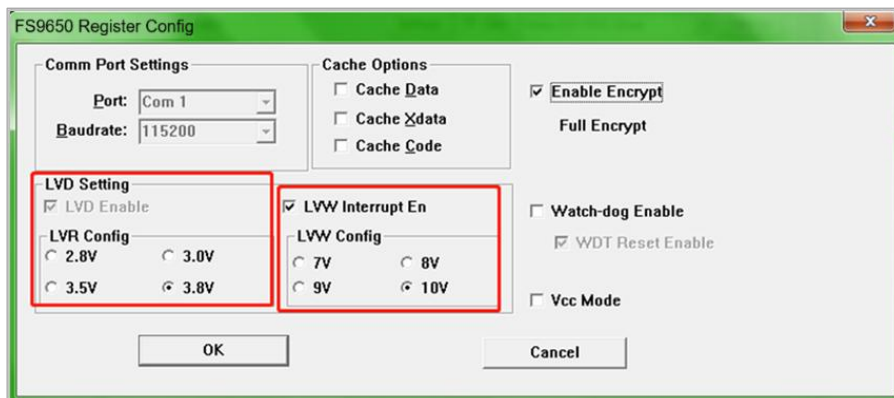 FS9650 Register Config
Comm Port Settings
Port: Com 1
Baudrate: 115200
Cache Options
Cache Data
Cache Xdata
Cache Code
Enable Encrypt
Full Encrypt
LVD Setting
LVD Enable
LVR Config
2.8V 3.0V
3.5V 3.8V
LVW Interrupt En
LVW Config
7V 8V
9V 10V
Watch-dog Enable
WDT Reset Enable
Vcc Mode
OK
Cancel